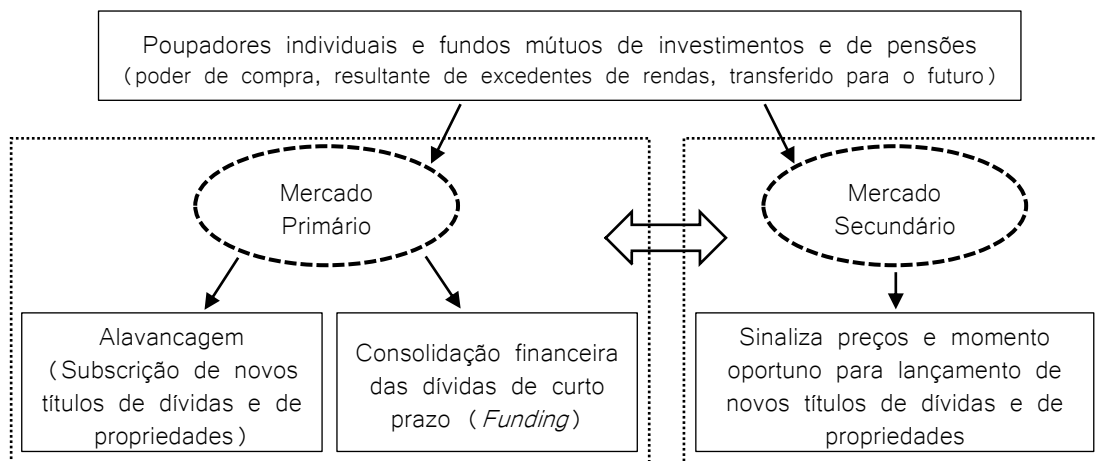 Poupadores individuais e fundos mútuos de investimentos e de pensões
(poder de compra, resultante de excedentes de rendas, transferido para o futuro)
Mercado
Primário
Mercado
Secundário
Alavancagem
(Subscrição de novos
títulos de dívidas e de
propriedades)
Consolidação financeira
das dívidas de curto
prazo (Funding)
Sinaliza preços e momento
oportuno para lançamento de
novos títulos de dívidas e de
propriedades